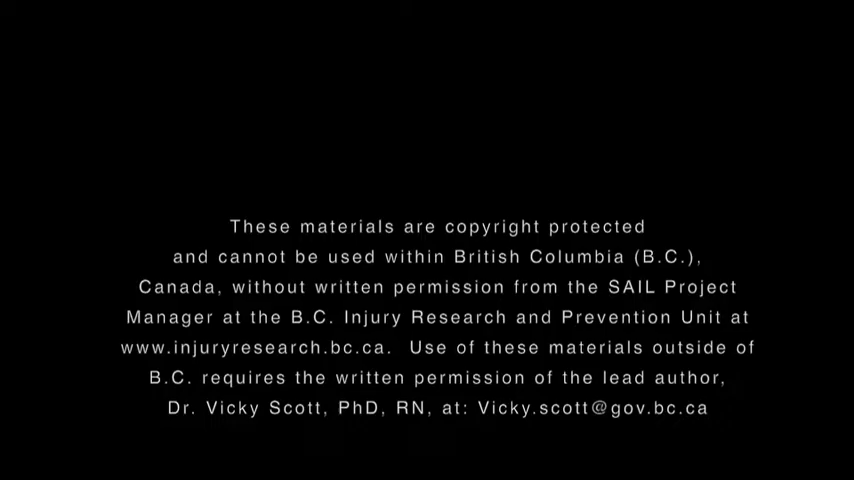 These materials are copyright protected
and cannot be used within British Columbia (B.C.),
Canada, without written permission from the SAIL Project
Manager at the B.C. Injury Research and Prevention Unit at
www.injuryresearch.bc.ca. Use of these materials outside of
B.C. requires the written permission of the lead author,
Dr. Vicky Scott, PhD, RN, at: Vicky.scott@gov.bc.ca